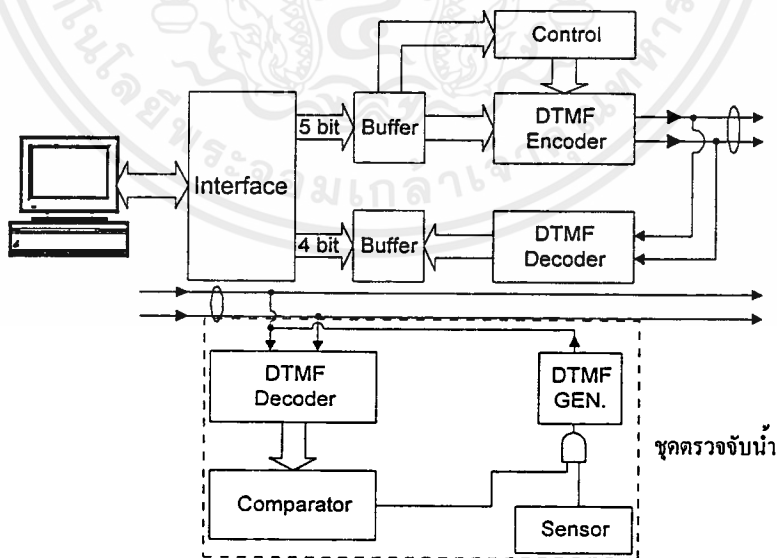 Control
5 bit
Buffer
DTMF
Encoder
Interface
4 bit
Buffer
DTMF
Decoder
DTMF
Decoder
DTMF
GEN.
ชุดตรวจจับน้ำ
Comparator
Sensor